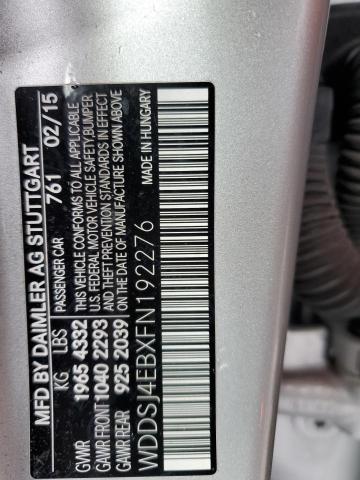 MFD BY DAIMLER AG STUTTGART
PASSENGER CAR 761 02/15
KG LBS
GVWR 1965 4332
GAWR FRONT 1040 2293
GAWR REAR 925 2039
THIS VEHICLE CONFORMS TO ALL APPLICABLE
U.S. FEDERAL MOTOR VEHICLE SAFETY, BUMPER
AND THEFT PREVENTION STANDARDS IN EFFECT
ON THE DATE OF MANUFACTURE SHOWN ABOVE
MADE IN HUNGARY
WDDSJ4EBXFN192276